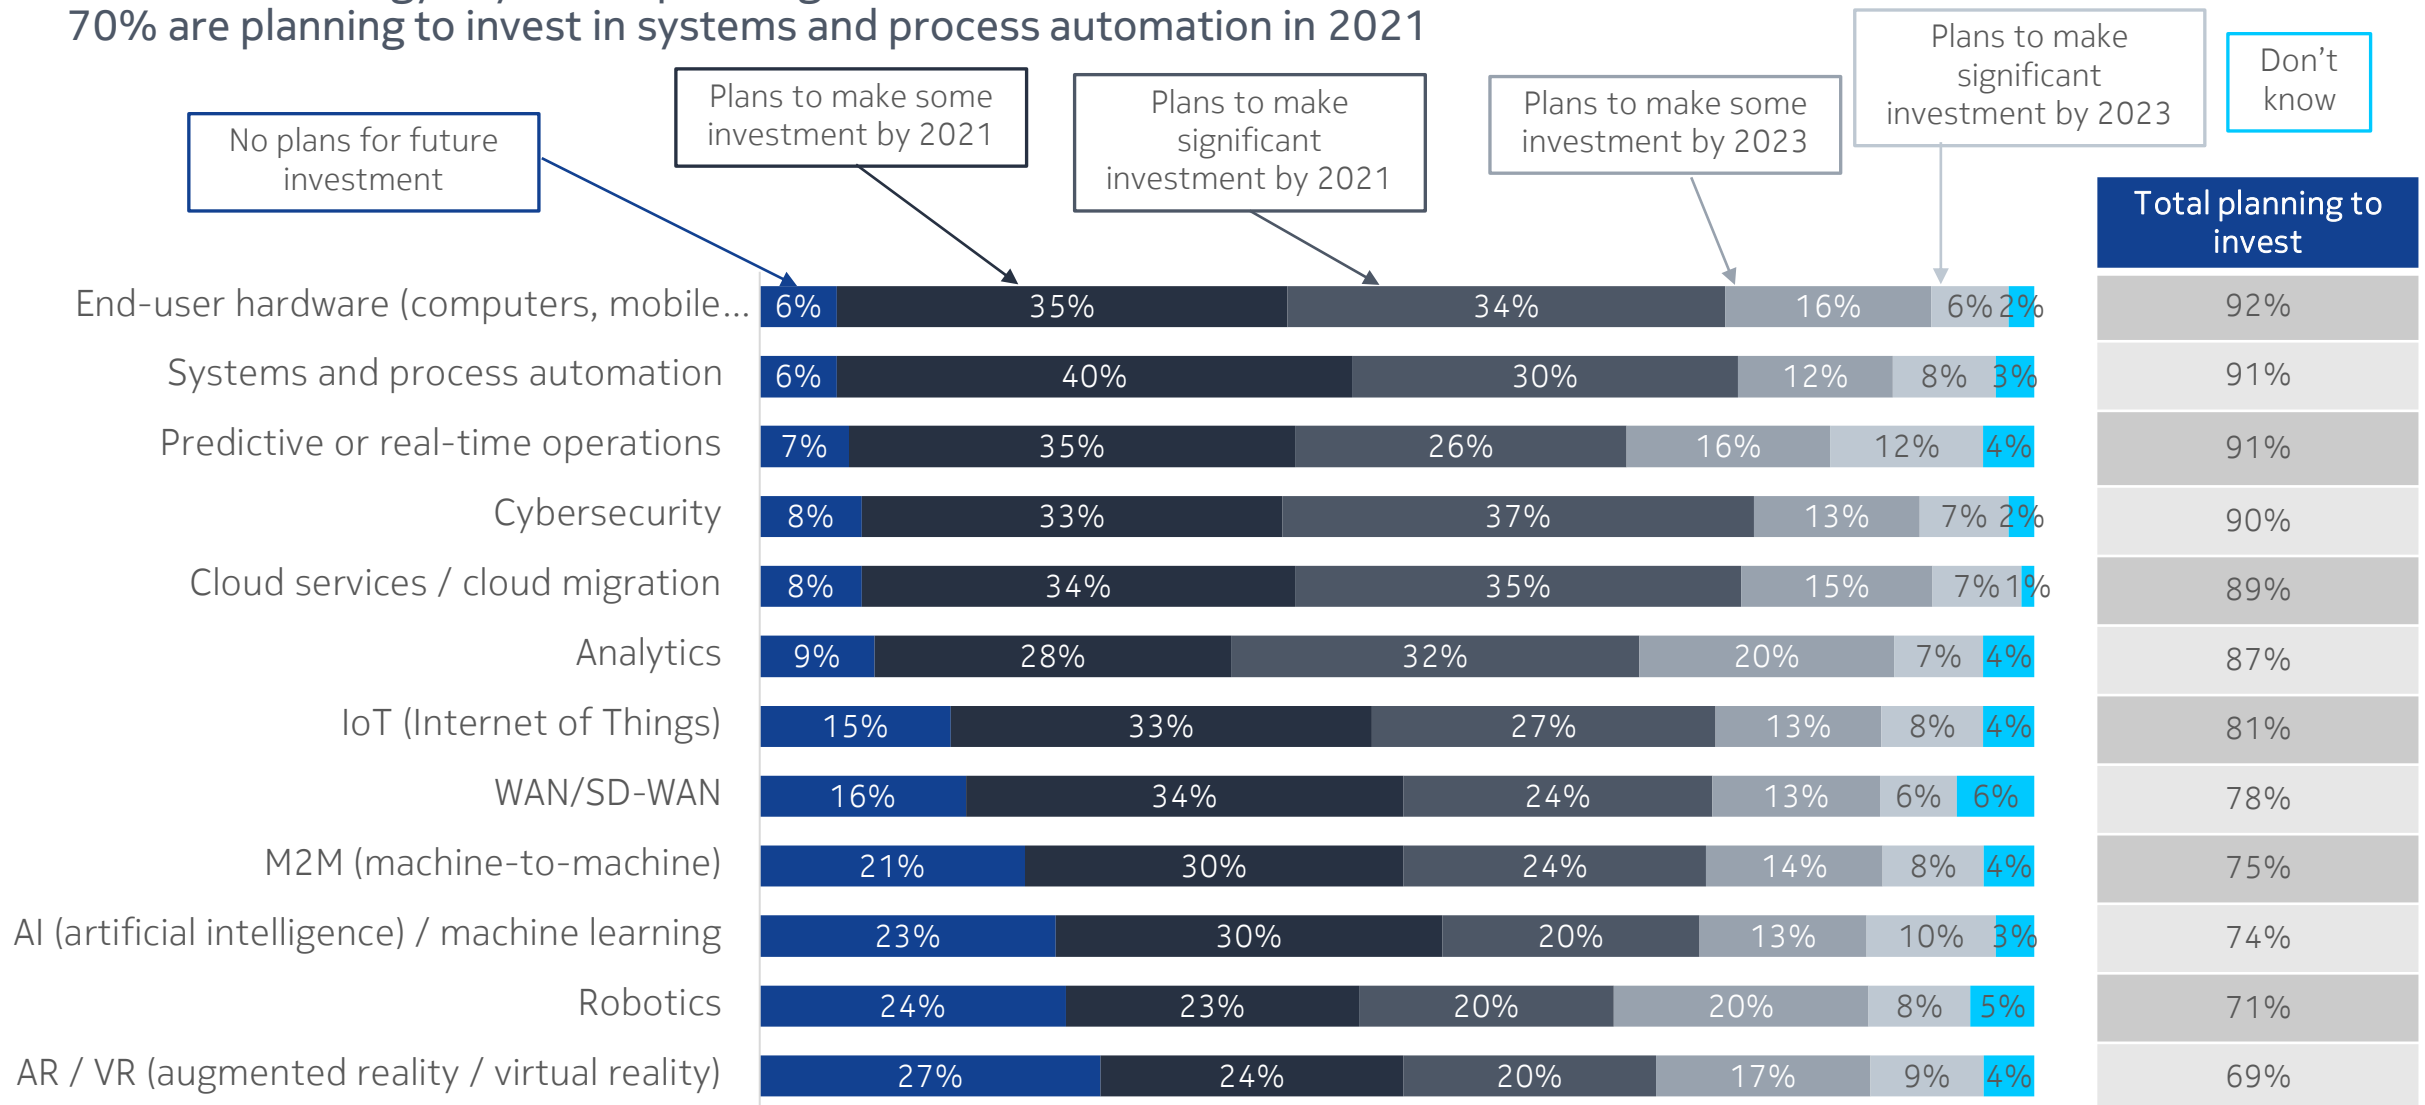 70% are planning to invest in systems and process automation in 2021
No plans for future
investment
Plans to make some
investment by 2021
Plans to make
significant
investment by 2021
Plans to make some
investment by 2023
Plans to make
significant
investment by 2023
Don't
know
Total planning to
invest
End-user hardware (computers, mobile... 6% 35% 34% 16% 6% 2% 92%
Systems and process automation 6% 40% 30% 12% 8% 3% 91%
Predictive or real-time operations 7% 35% 26% 16% 12% 4% 91%
Cybersecurity 8% 33% 37% 13% 7% 2% 90%
Cloud services / cloud migration 8% 34% 35% 15% 7% 1% 89%
Analytics 9% 28% 32% 20% 7% 4% 87%
IoT (Internet of Things) 15% 33% 27% 13% 8% 4% 81%
WAN/SD-WAN 16% 34% 24% 13% 6% 6% 78%
M2M (machine-to-machine) 21% 30% 24% 14% 8% 4% 75%
AI (artificial intelligence) / machine learning 23% 30% 20% 13% 10% 3% 74%
Robotics 24% 23% 20% 20% 8% 5% 71%
AR / VR (augmented reality / virtual reality) 27% 24% 20% 17% 9% 4% 69%